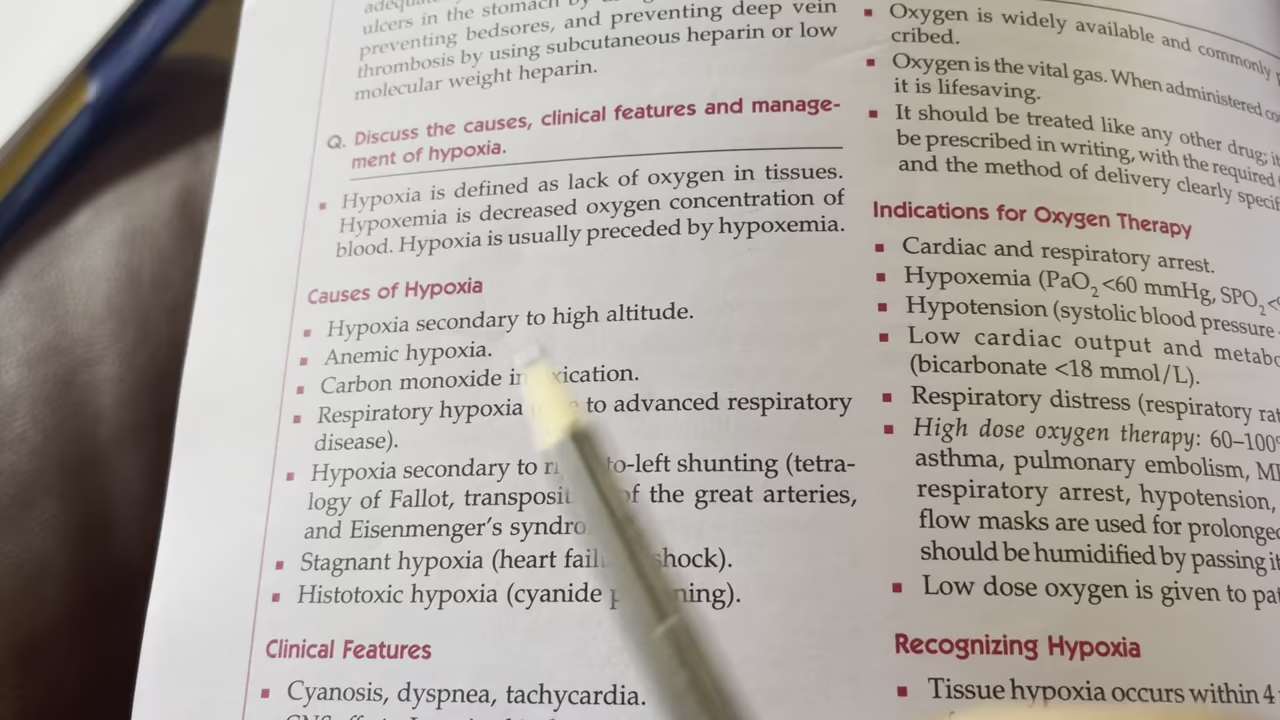 ulcers in the stomach by
preventing bedsores, and preventing deep vein
thrombosis by using subcutaneous heparin or low
molecular weight heparin.
Q. Discuss the causes, clinical features and manage-
ment of hypoxia.
▪ Hypoxia is defined as lack of oxygen in tissues.
Hypoxemia is decreased oxygen concentration of
blood. Hypoxia is usually preceded by hypoxemia.
Causes of Hypoxia
▪ Hypoxia secondary to high altitude.
▪ Anemic hypoxia.
▪ Carbon monoxide
▪ Respiratory hypoxia to advanced respiratory
disease).
▪ Hypoxia secondary to to-left shunting (tetra-
logy of Fallot, of the great arteries,
and Eisenmenger's
▪ Stagnant hypoxia (heart shock).
▪ Histotoxic hypoxia (cyanide
Clinical Features
▪ Cyanosis, dyspnea, tachycardia.
▪ Oxygen is widely available and commonly
cribed.
▪ Oxygen is the vital gas. When administered
it is lifesaving.
▪ It should be treated like any other drug; it
be prescribed in writing, with the required
and the method of delivery clearly
Indications for Oxygen Therapy
▪ Cardiac and respiratory arrest.
▪ Hypoxemia (PaO₂ <60 mmHg, SPO₂ <
▪ Hypotension (systolic blood pressure
▪ Low cardiac output and
(bicarbonate <18 mmol/L).
▪ Respiratory distress (respiratory
▪ High dose oxygen therapy: 60–100
asthma, pulmonary embolism,
respiratory arrest, hypotension,
flow masks are used for
should be humidified by passing it
▪ Low dose oxygen is given to
Recognizing Hypoxia
▪ Tissue hypoxia occurs within 4